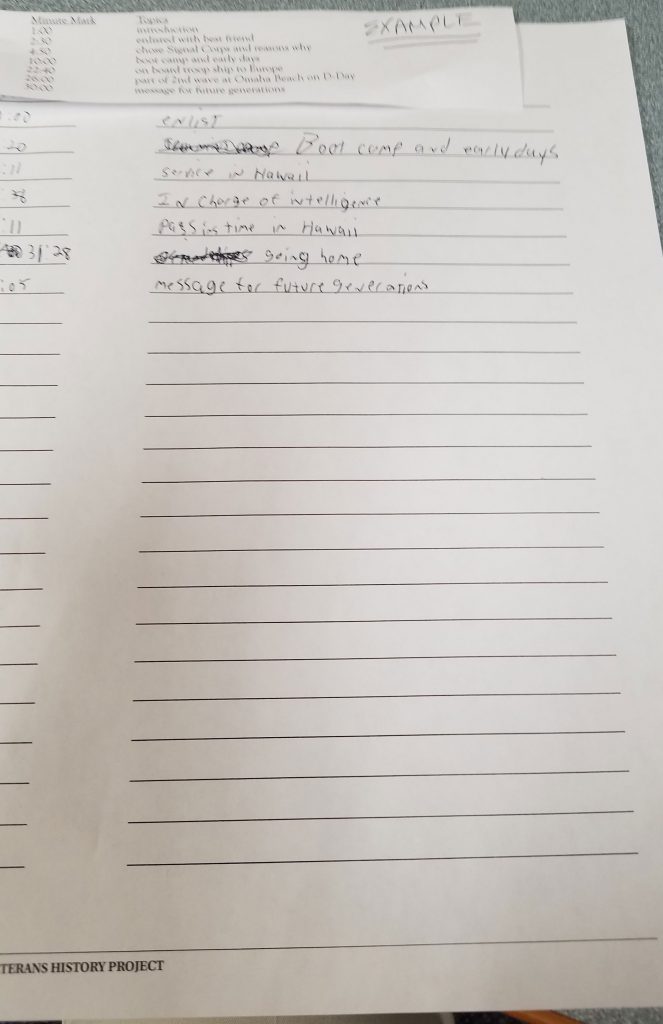 Minute Mark Topics EXAMPLE
1:00 introduction
2:30 enlisted with best friend
4:50 chose Signal Corps and reasons why
10:00 boot camp and early days
22:40 on board troop ship to Europe
26:00 part of 2nd wave at Omaha Beach on D-Day
30:00 message for future generations
:00 enlist
:20 Boot camp and early days
:11 service in Hawaii
In charge of intelligence
:11 Passing time in Hawaii
31:28 going home
:05 message for future generations
TERANS HISTORY PROJECT